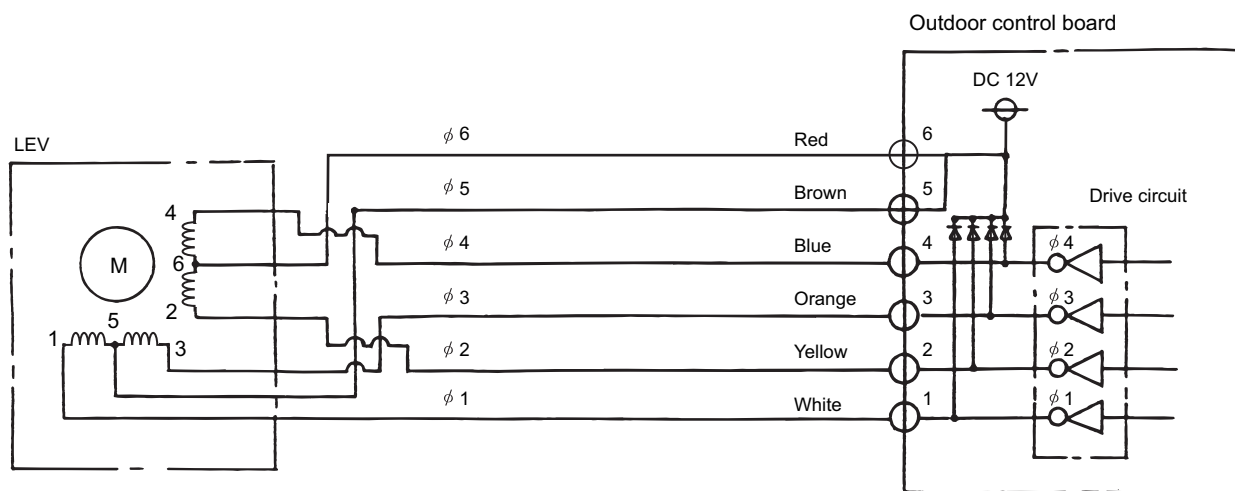 Outdoor control board
DC 12V
LEV
ϕ 6 Red 6
ϕ 5 Brown 5
Drive circuit
4
ϕ 4 Blue 4 ϕ 4
M
6
ϕ 3 Orange 3 ϕ 3
2
5
1 3
ϕ 2 Yellow 2 ϕ 2
ϕ 1 White 1 ϕ 1